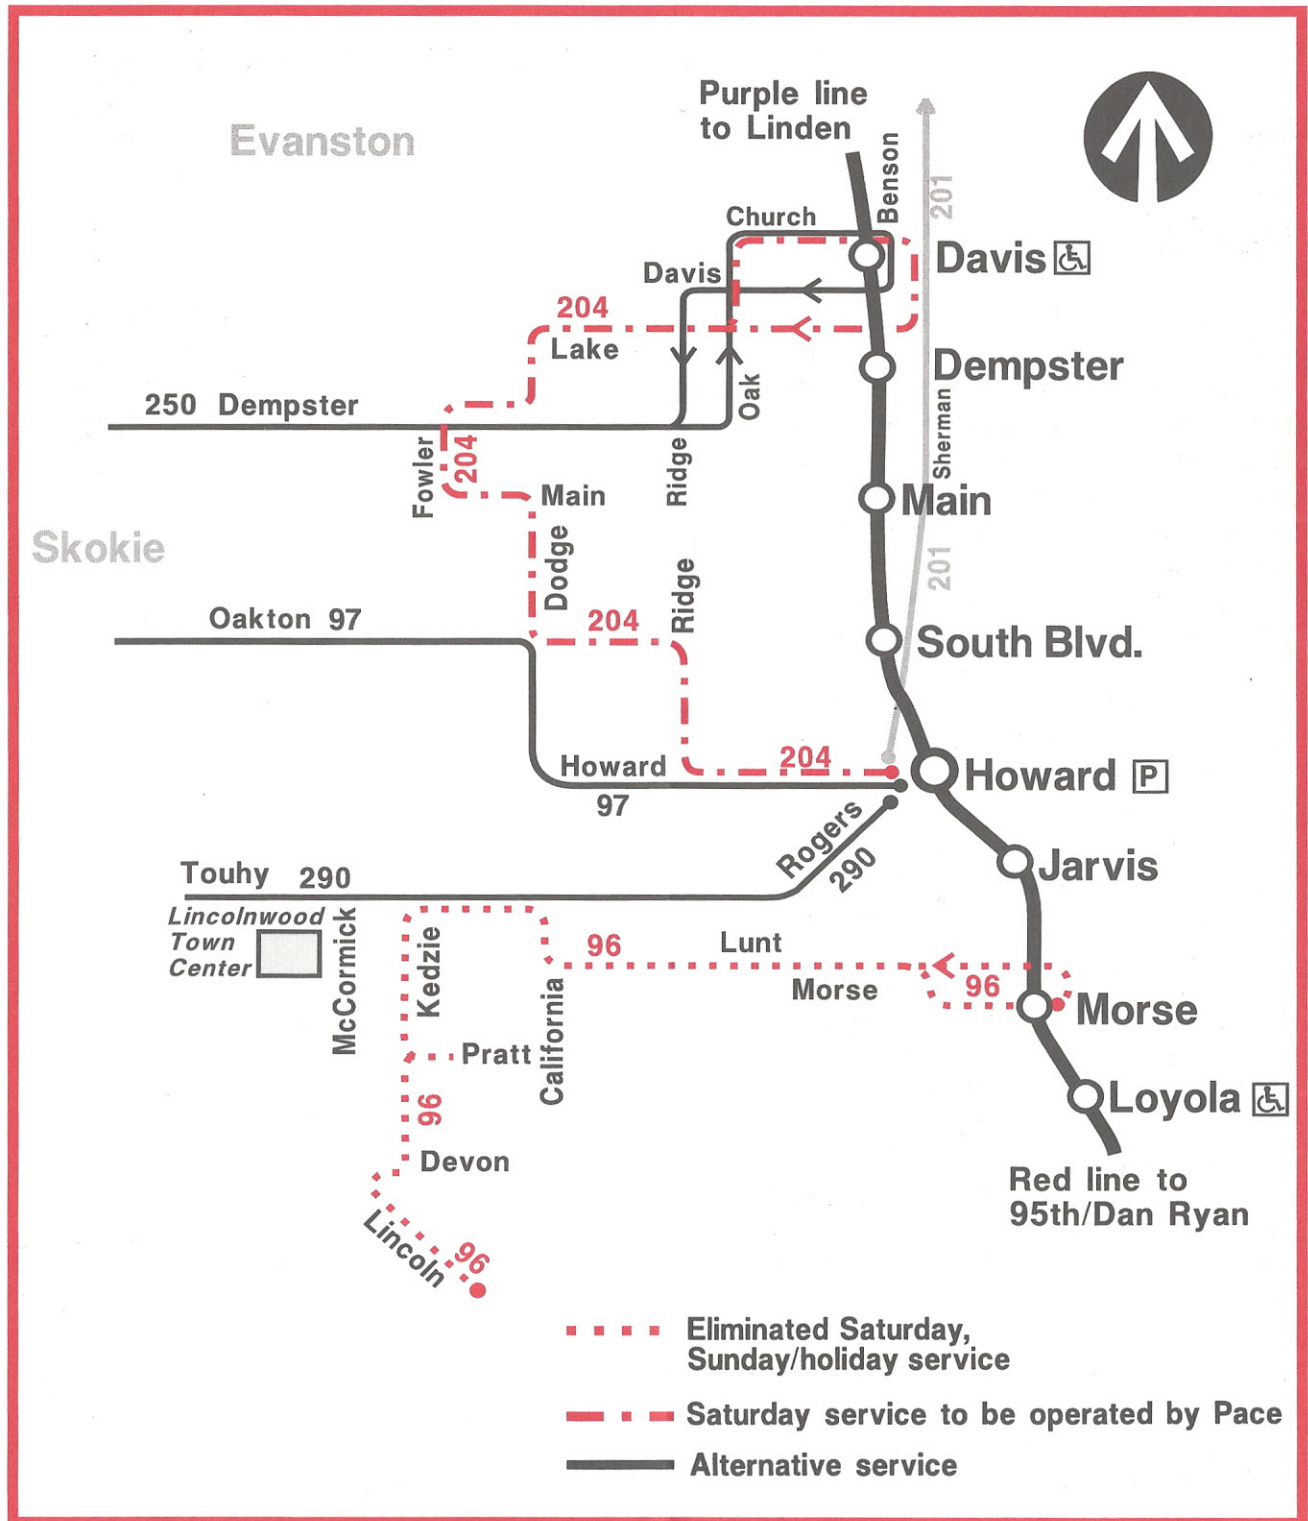 Purple line
to Linden
Evanston
Benson
201
Church
Davis
Davis
204
Lake
Dempster
Oak
250 Dempster
Sherman
Fowler
204
Ridge
Main
Main
Skokie
Dodge
201
Ridge
Oakton 97
204
South Blvd.
Howard
204
Howard P
97
Rogers
290
Jarvis
Touhy 290
Lincolnwood
Town
Center
McCormick
Kedzie
96
Lunt
Morse
96
Morse
California
Pratt
96
Loyola
Devon
Red line to
95th/Dan Ryan
Lincoln
96
Eliminated Saturday,
Sunday/holiday service
Saturday service to be operated by Pace
Alternative service